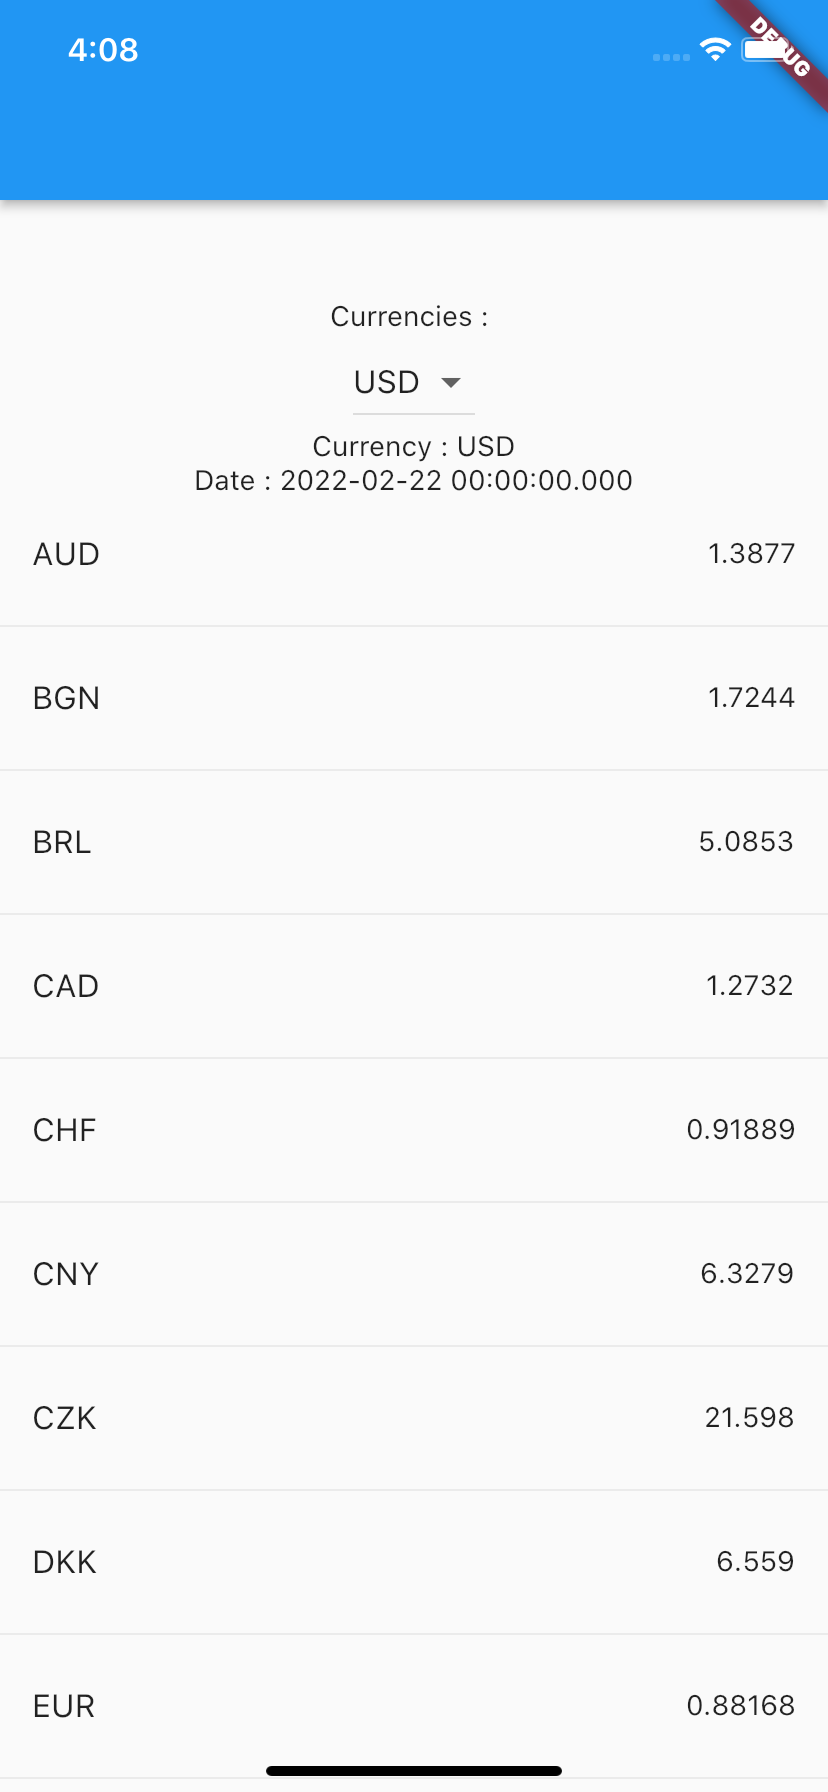 4:08
DEBUG
Currencies :
USD
Currency : USD
Date : 2022-02-22 00:00:00.000
AUD 1.3877
BGN 1.7244
BRL 5.0853
CAD 1.2732
CHF 0.91889
CNY 6.3279
CZK 21.598
DKK 6.559
EUR 0.88168